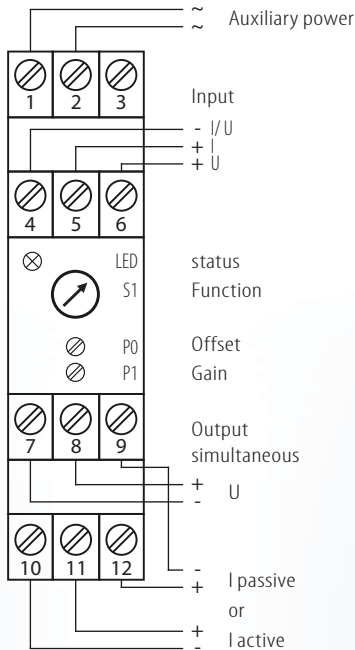 ~ Auxiliary power
~
1 2 3
Input
- I/ U
+ I
+ U
4 5 6
LED status
S1 Function
P0 Offset
P1 Gain
7 8 9
Output
simultaneous
+ U
-
10 11 12
-
+ I passive
or
+ I active
-